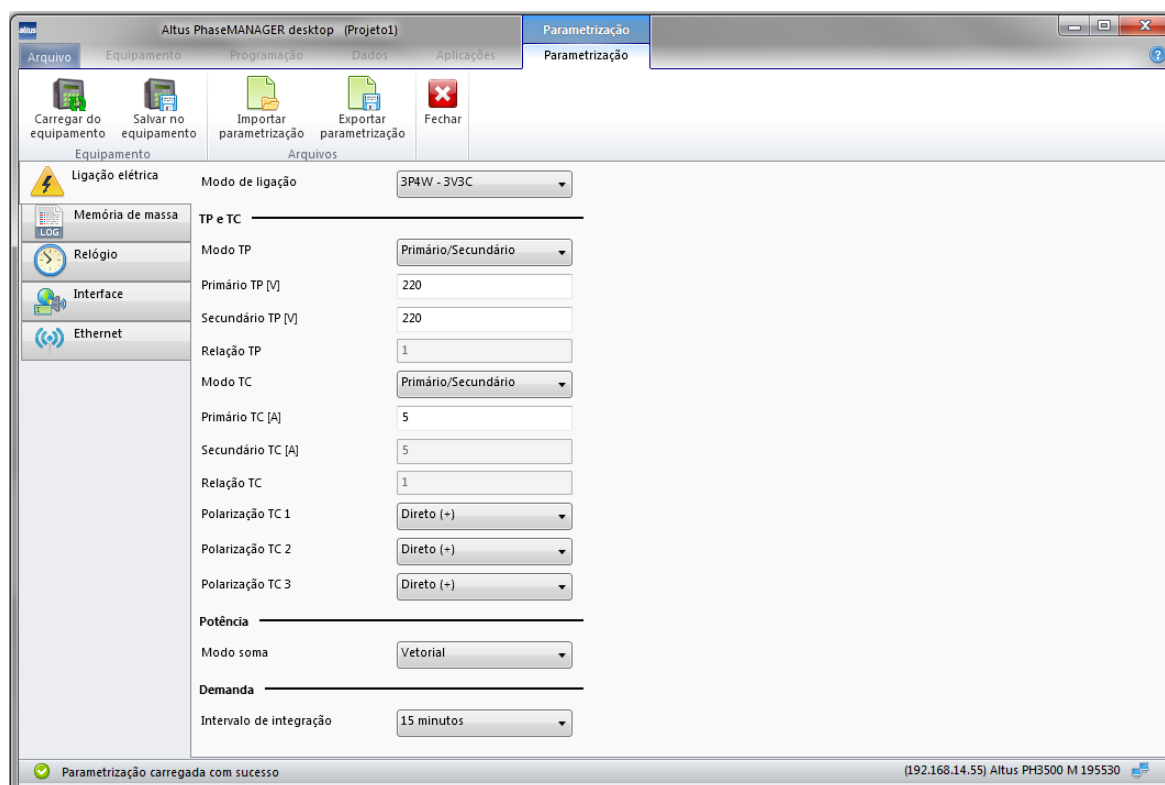 altus
Altus PhaseMANAGER desktop (Projeto1)
Parametrização
Arquivo
Equipamento
Programação
Dados
Aplicações
Parametrização
?
Carregar do
equipamento
Salvar no
equipamento
Equipamento
Importar
parametrização
Exportar
parametrização
Arquivos
Fechar
Ligação elétrica
LOG
Memória de massa
Relógio
Interface
Ethernet
Modo de ligação 3P4W - 3V3C
TP e TC
Modo TP Primário/Secundário
Primário TP [V] 220
Secundário TP [V] 220
Relação TP 1
Modo TC Primário/Secundário
Primário TC [A] 5
Secundário TC [A] 5
Relação TC 1
Polarização TC 1 Direto (+)
Polarização TC 2 Direto (+)
Polarização TC 3 Direto (+)
Potência
Modo soma Vetorial
Demanda
Intervalo de integração 15 minutos
Parametrização carregada com sucesso
(192.168.14.55) Altus PH3500 M 195530